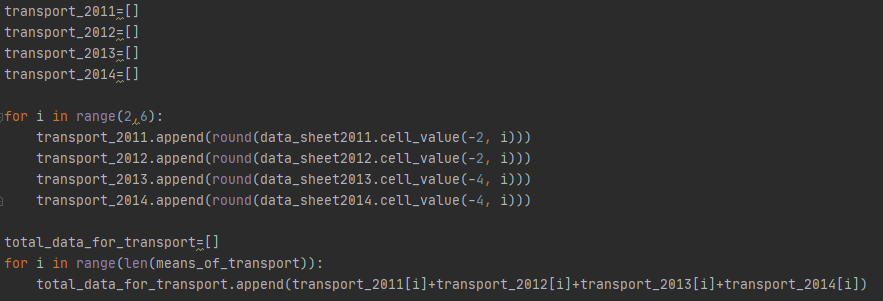 transport_2011=[]
transport_2012=[]
transport_2013=[]
transport_2014=[]
for i in range(2,6):
    transport_2011.append(round(data_sheet2011.cell_value(-2, i)))
    transport_2012.append(round(data_sheet2012.cell_value(-2, i)))
    transport_2013.append(round(data_sheet2013.cell_value(-4, i)))
    transport_2014.append(round(data_sheet2014.cell_value(-4, i)))
total_data_for_transport=[]
for i in range(len(means_of_transport)):
    total_data_for_transport.append(transport_2011[i]+transport_2012[i]+transport_2013[i]+transport_2014[i])